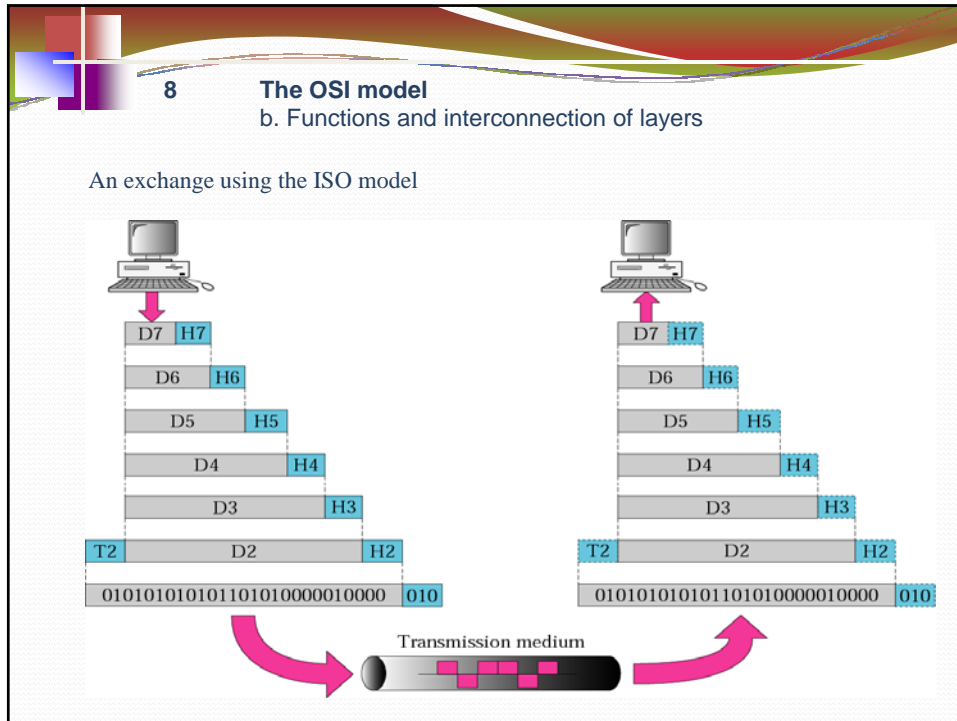 8 The OSI model
b. Functions and interconnection of layers
An exchange using the ISO model
D7 H7
D6 H6
D5 H5
D4 H4
D3 H3
T2 D2 H2
0101010101011010100000010000 010
D7 H7
D6 H6
D5 H5
D4 H4
D3 H3
T2 D2 H2
0101010101011010100000010000 010
Transmission medium